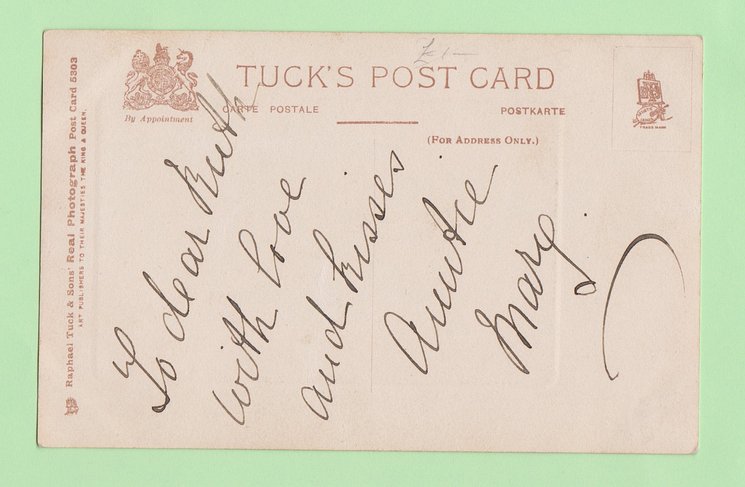 £1-
TUCK'S POST CARD
CARTE POSTALE
POSTKARTE
By Appointment
(FOR ADDRESS ONLY.)
TRADE MARK
Raphael Tuck & Sons' Real Photograph Post Card 5303
ART PUBLISHERS TO THEIR MAJESTIES THE KING & QUEEN.
To dear Ruth
with love
and kisses
Auntie
Mary